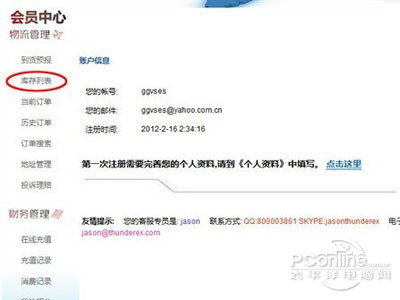 会员中心
物流管理
到货预报
库存列表
当前订单
历史订单
订单搜索
地址管理
投诉理赔
财务管理
在线充值
充值记录
消费记录
账户信息
您的帐号: ggvses
您的邮件: ggvses@yahoo.com.cn
注册时间: 2012-2-16 2:34:16
第一次注册需要完善您的个人资料,请到《个人资料》中填写。 点击这里
友情提示: 您的客服专员是: jason 联系方式: QQ:800003861 SKYPE:jasonthunderex
jason@thunderex.com
PConline.com.cn
太平洋电脑网